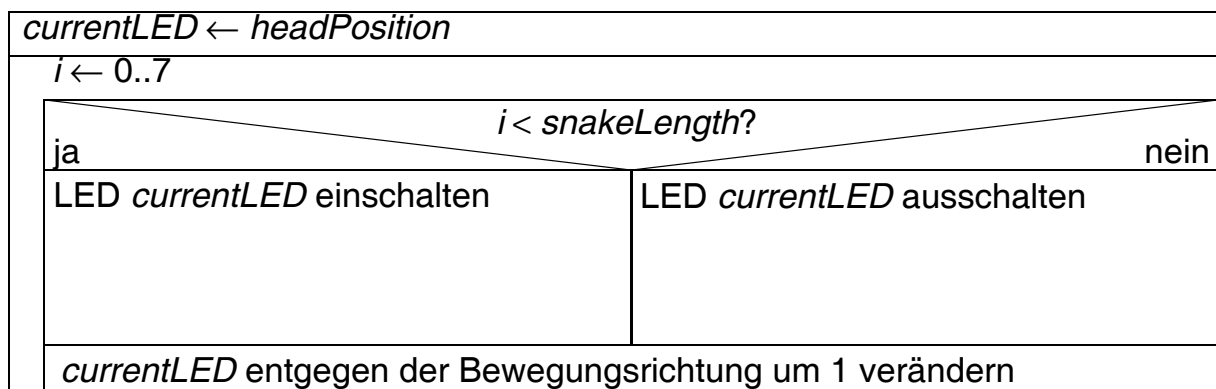 currentLED ← headPosition
i ← 0..7
i < snakeLength?
ja nein
LED currentLED einschalten LED currentLED ausschalten
currentLED entgegen der Bewegungsrichtung um 1 verändern